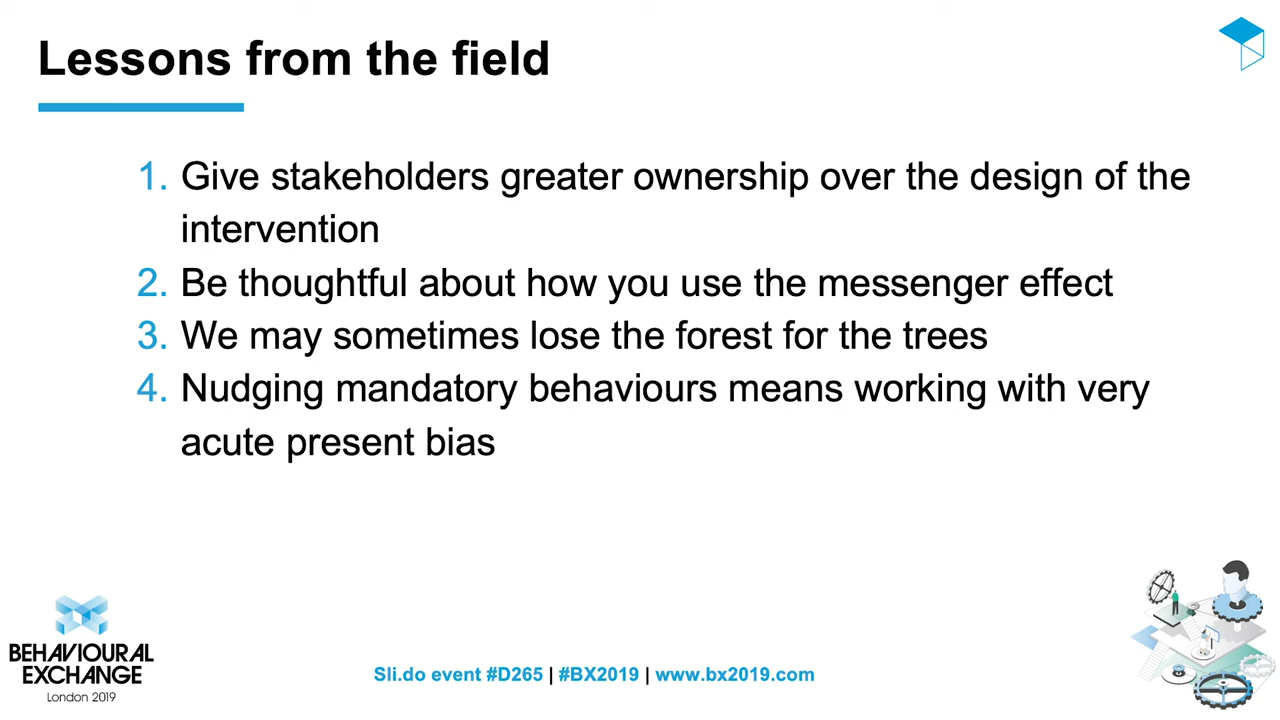 Lessons from the field
1. Give stakeholders greater ownership over the design of the
intervention
2. Be thoughtful about how you use the messenger effect
3. We may sometimes lose the forest for the trees
4. Nudging mandatory behaviours means working with very
acute present bias
BEHAVIOURAL
EXCHANGE
London 2019
Sli.do event #D265 | #BX2019 | www.bx2019.com